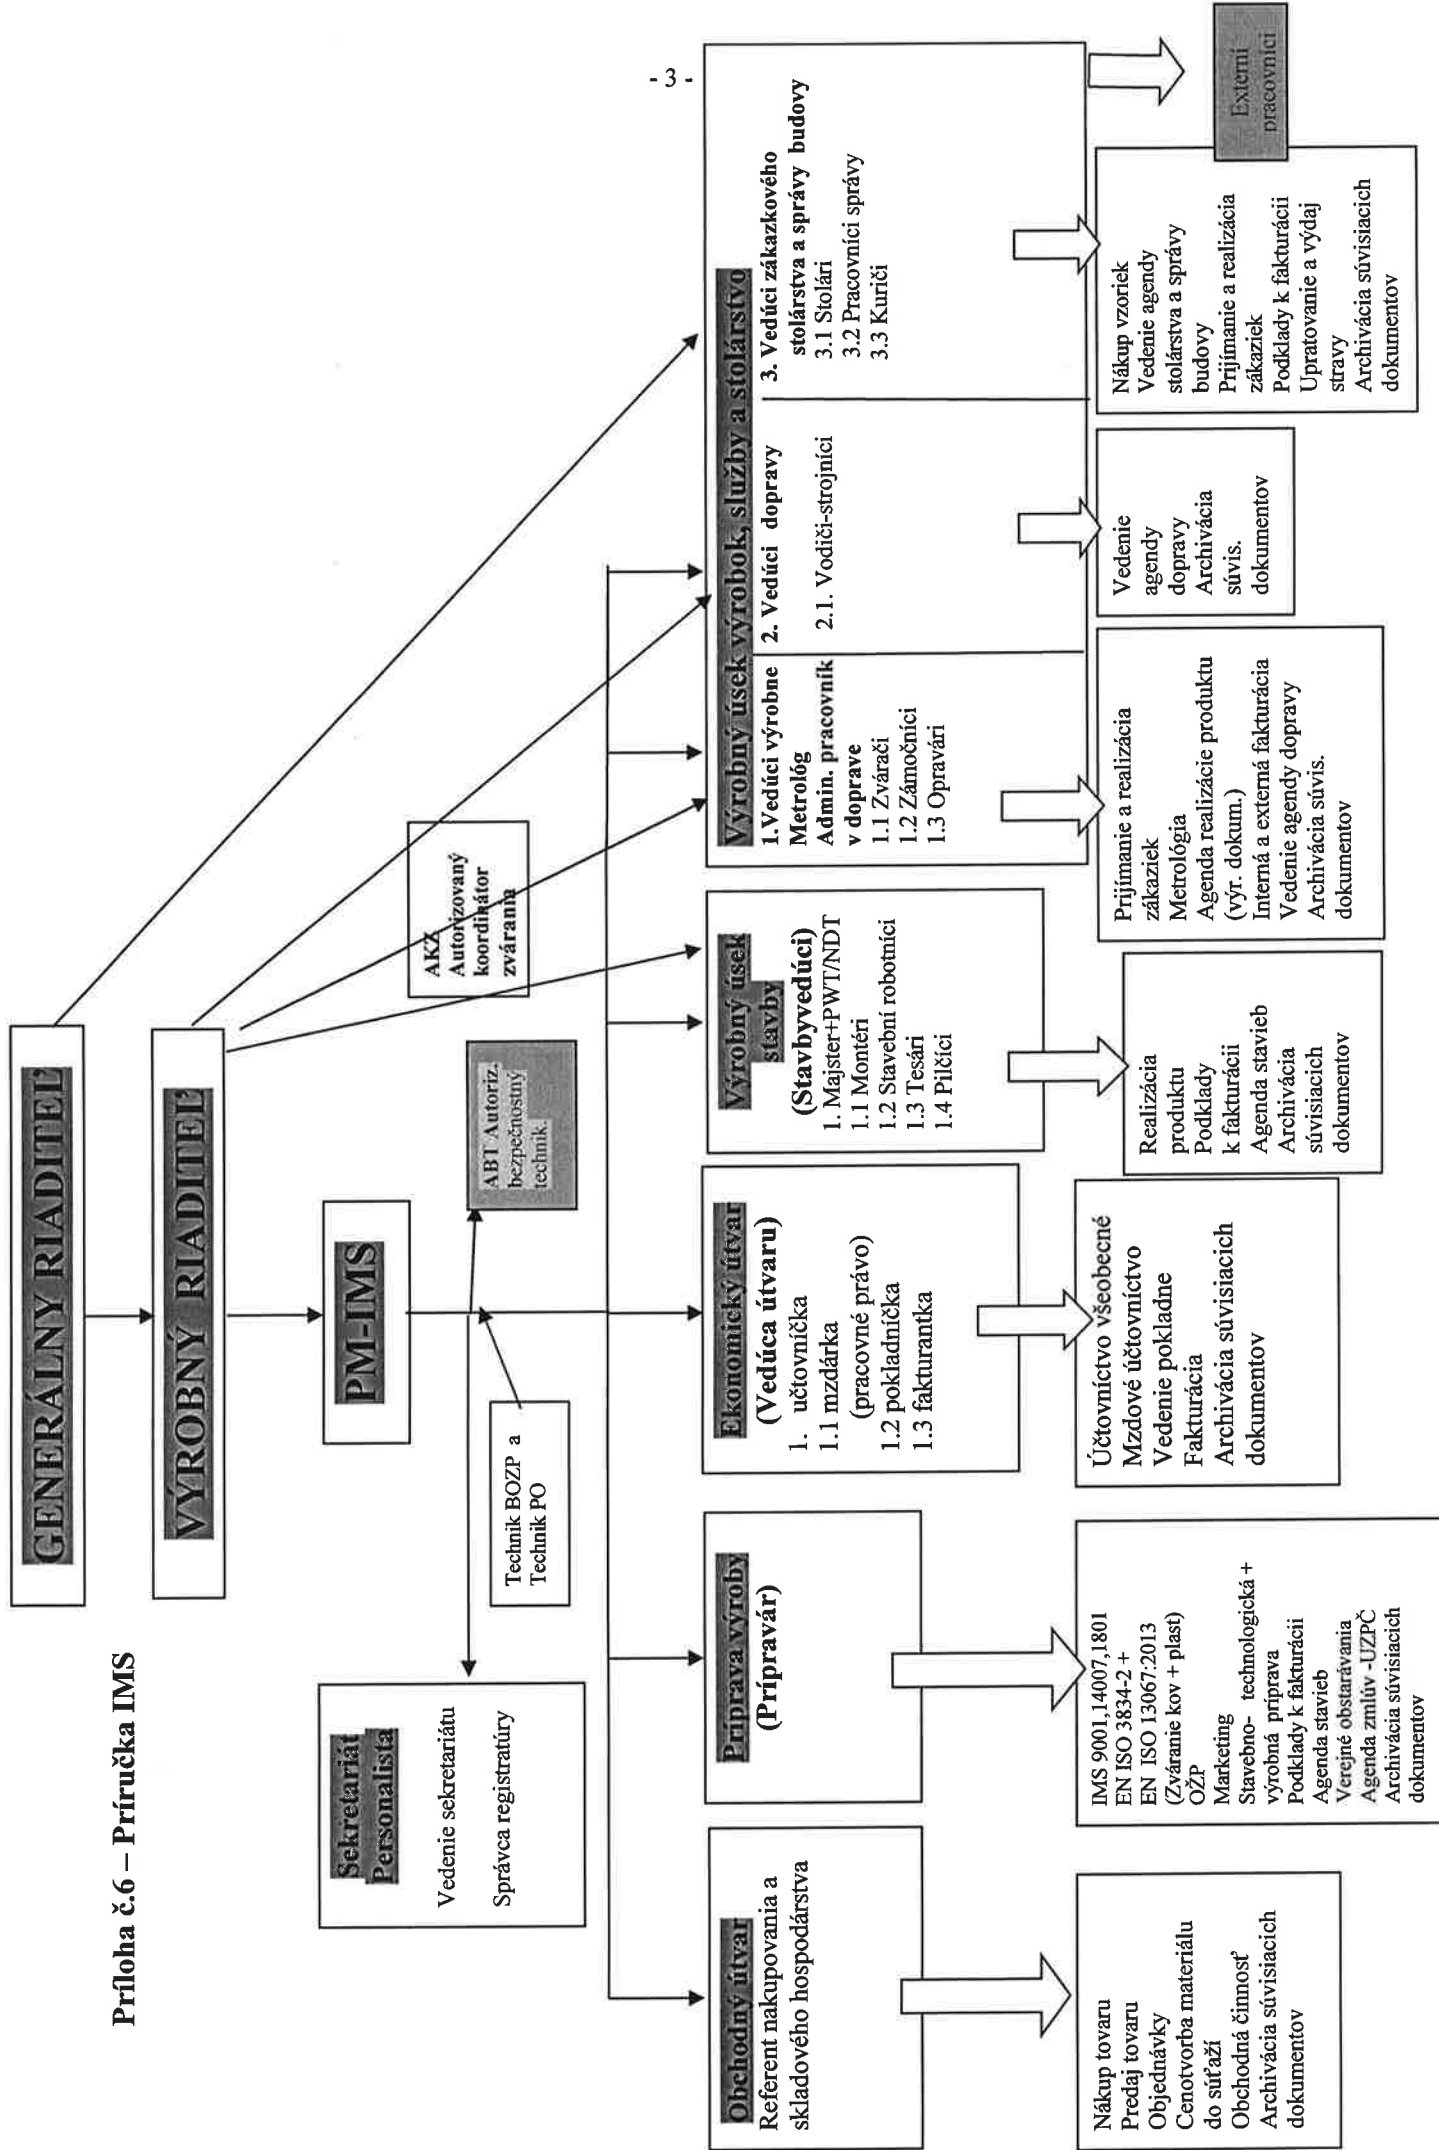 Príloha č.6 – Príručka IMS
GENERÁLNY RIADITEĽ
VÝROBNÝ RIADITEĽ
PM-IMS
Sekretariát
Personalista
Vedenie sekretariátu
Správca registratúry
Technik BOZP a
Technik PO
ABT Autoriz.
bezpečnostný
technik.
AKZ
Autorizovaný
koordinátor
zvárania
- 3 -
Obchodný útvar
Referent nakupovania a
skladového hospodárstva
Príprava výroby
(Prípravár)
Ekonomický útvar
(Vedúca útvaru)
1. učtovníčka
1.1 mzdárka
(pracovné právo)
1.2 pokladníčka
1.3 fakturantka
Výrobný úsek
stavby
(Stavbyvedúci)
1. Majster+PWT/NDT
1.1 Montéri
1.2 Stavební robotníci
1.3 Tesári
1.4 Pilčíci
Výrobný úsek výrobok, služby a stolárstvo
1.Vedúci výrobne
Metrológ
Admin. pracovník
v doprave
1.1 Zvárači
1.2 Zámočníci
1.3 Opravári
2. Vedúci dopravy
2.1. Vodiči-strojníci
3. Vedúci zákazkového
stolárstva a správy budovy
3.1 Stolári
3.2 Pracovníci správy
3.3 Kuriči
Nákup tovaru
Predaj tovaru
Objednávky
Cenotvorba materiálu
do súťaží
Obchodná činnosť
Archivácia súvisiacich
dokumentov
IMS 9001,14007,1801
EN ISO 3834-2 +
EN ISO 13067:2013
(Zváranie kov + plast)
OŽP
Marketing
Stavebno- technologická +
výrobná príprava
Podklady k fakturácii
Agenda stavieb
Verejné obstarávania
Agenda zmlúv -UZPČ
Archivácia súvisiacich
dokumentov
Účtovníctvo všeobecné
Mzdové účtovníctvo
Vedenie pokladne
Fakturácia
Archivácia súvisiacich
dokumentov
Realizácia
produktu
Podklady
k fakturácii
Agenda stavieb
Archivácia
súvisiacich
dokumentov
Prijímanie a realizácia
zákaziek
Metrológia
Agenda realizácie produktu
(výr. dokum.)
Interná a externá fakturácia
Vedenie agendy dopravy
Archivácia súvis.
dokumentov
Vedenie
agendy
dopravy
Archivácia
súvis.
dokumentov
Nákup vzoriek
Vedenie agendy
stolárstva a správy
budovy
Prijímanie a realizácia
zákaziek
Podklady k fakturácii
Upratovanie a výdaj
stravy
Archivácia súvisiacich
dokumentov
Externí
pracovníci